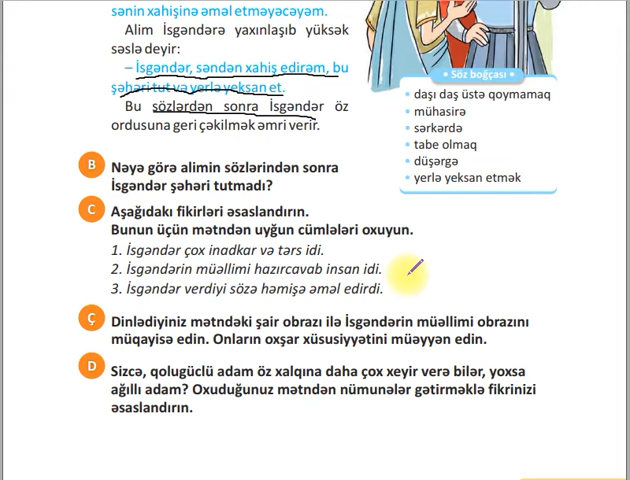 sənin xahişinə əməl etməyəcəyəm.
Alim İsgəndərə yaxınlaşıb yüksək
səslə deyir:
– İsgəndər, səndən xahiş edirəm, bu
şəhəri tut və yerlə yeksan et.
Bu sözlərdən sonra İsgəndər öz
ordusuna geri çəkilmək əmri verir.
• Söz boğçası •
• daşı daş üstə qoymamaq
• mühasirə
• sərkərdə
• tabe olmaq
• düşərgə
• yerlə yeksan etmək
B Nəyə görə alimin sözlərindən sonra
İsgəndər şəhəri tutmadı?
C Aşağıdakı fikirləri əsaslandırın.
Bunun üçün mətndən uyğun cümlələri oxuyun.
1. İsgəndər çox inadkar və tərs idi.
2. İsgəndərin müəllimi hazırcavab insan idi.
3. İsgəndər verdiyi sözə həmişə əməl edirdi.
Ç Dinlədiyiniz mətndəki şair obrazı ilə İsgəndərin müəllimi obrazını
müqayisə edin. Onların oxşar xüsusiyyətini müəyyən edin.
D Sizcə, qolugüclü adam öz xalqına daha çox xeyir verə bilər, yoxsa
ağıllı adam? Oxuduğunuz mətndən nümunələr gətirməklə fikrinizi
əsaslandırın.